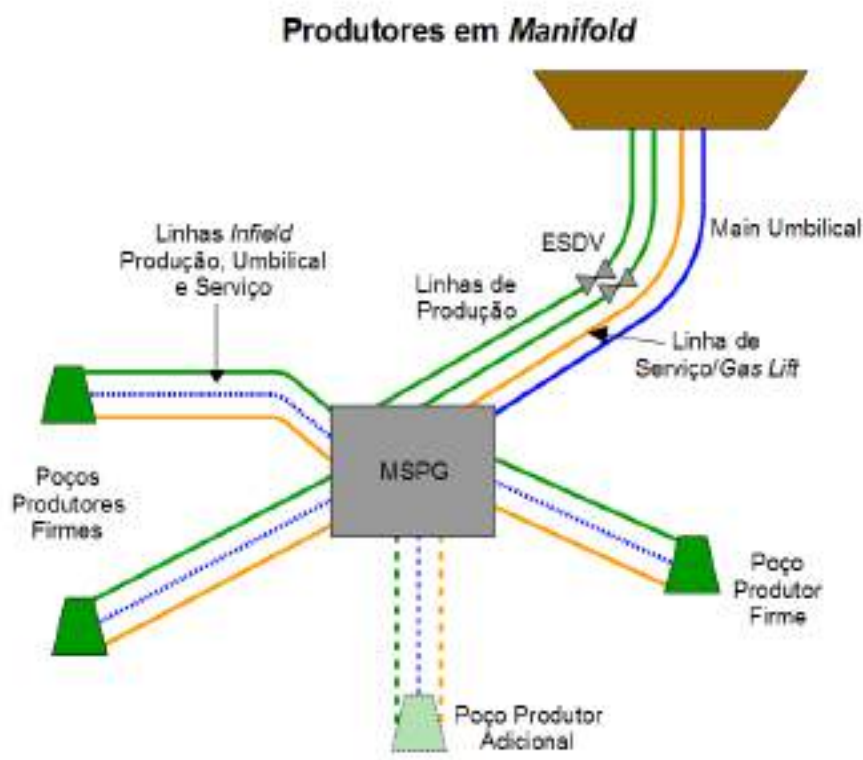 Produtores em Manifold
Linhas Infield
Produção, Umbilical
e Serviço
ESDV
Main Umbilical
Linhas de
Produção
Linha de
Serviço/Gas Lift
MSPG
Poços
Produtores
Firmes
Poço
Produtor
Firme
Poço Produtor
Adicional